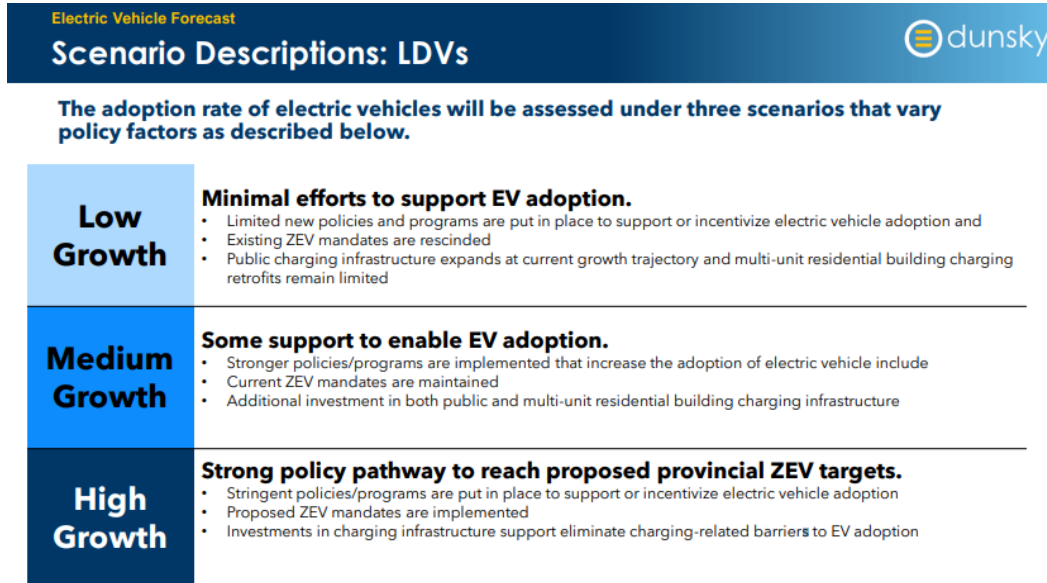 Electric Vehicle Forecast
Scenario Descriptions: LDVs
dunsky
The adoption rate of electric vehicles will be assessed under three scenarios that vary
policy factors as described below.
Low
Growth
Minimal efforts to support EV adoption.
• Limited new policies and programs are put in place to support or incentivize electric vehicle adoption and
• Existing ZEV mandates are rescinded
• Public charging infrastructure expands at current growth trajectory and multi-unit residential building charging
retrofits remain limited
Medium
Growth
Some support to enable EV adoption.
• Stronger policies/programs are implemented that increase the adoption of electric vehicle include
• Current ZEV mandates are maintained
• Additional investment in both public and multi-unit residential building charging infrastructure
High
Growth
Strong policy pathway to reach proposed provincial ZEV targets.
• Stringent policies/programs are put in place to support or incentivize electric vehicle adoption
• Proposed ZEV mandates are implemented
• Investments in charging infrastructure support eliminate charging-related barriers to EV adoption